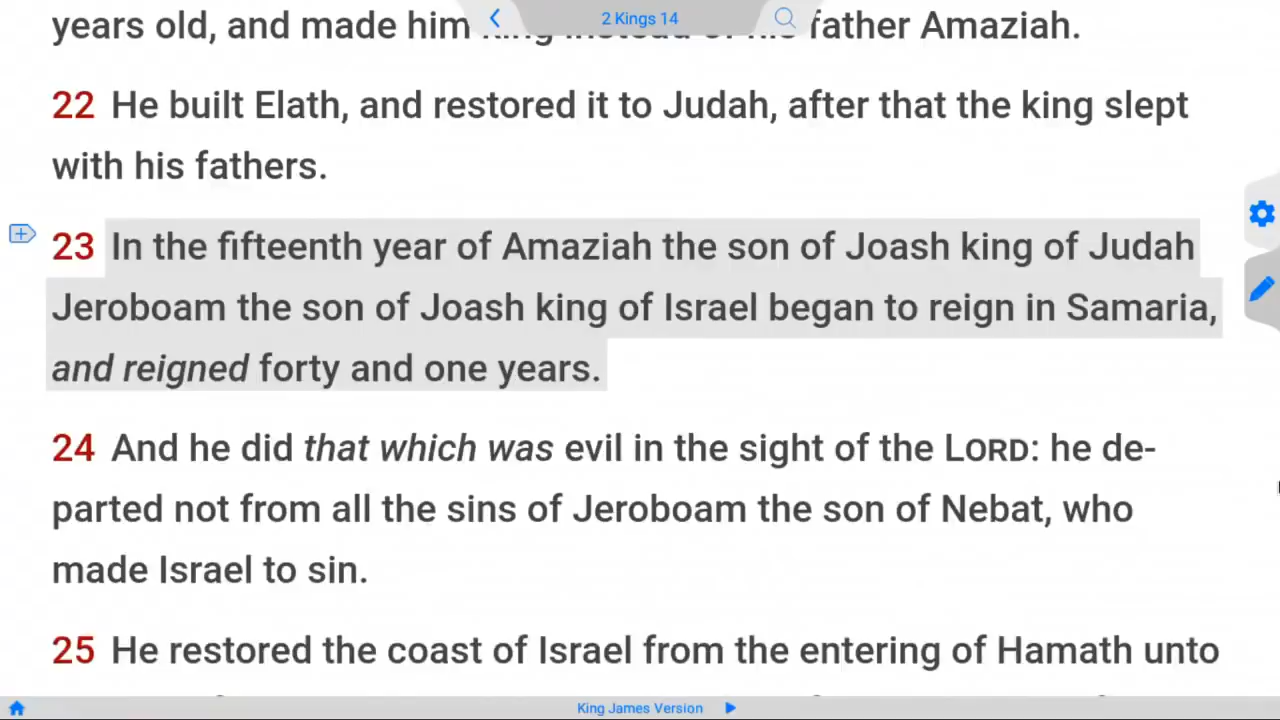 2 Kings 14
years old, and made him king instead of his father Amaziah.
22 He built Elath, and restored it to Judah, after that the king slept
with his fathers.
23 In the fifteenth year of Amaziah the son of Joash king of Judah
Jeroboam the son of Joash king of Israel began to reign in Samaria,
and reigned forty and one years.
24 And he did that which was evil in the sight of the LORD: he de-
parted not from all the sins of Jeroboam the son of Nebat, who
made Israel to sin.
25 He restored the coast of Israel from the entering of Hamath unto
King James Version